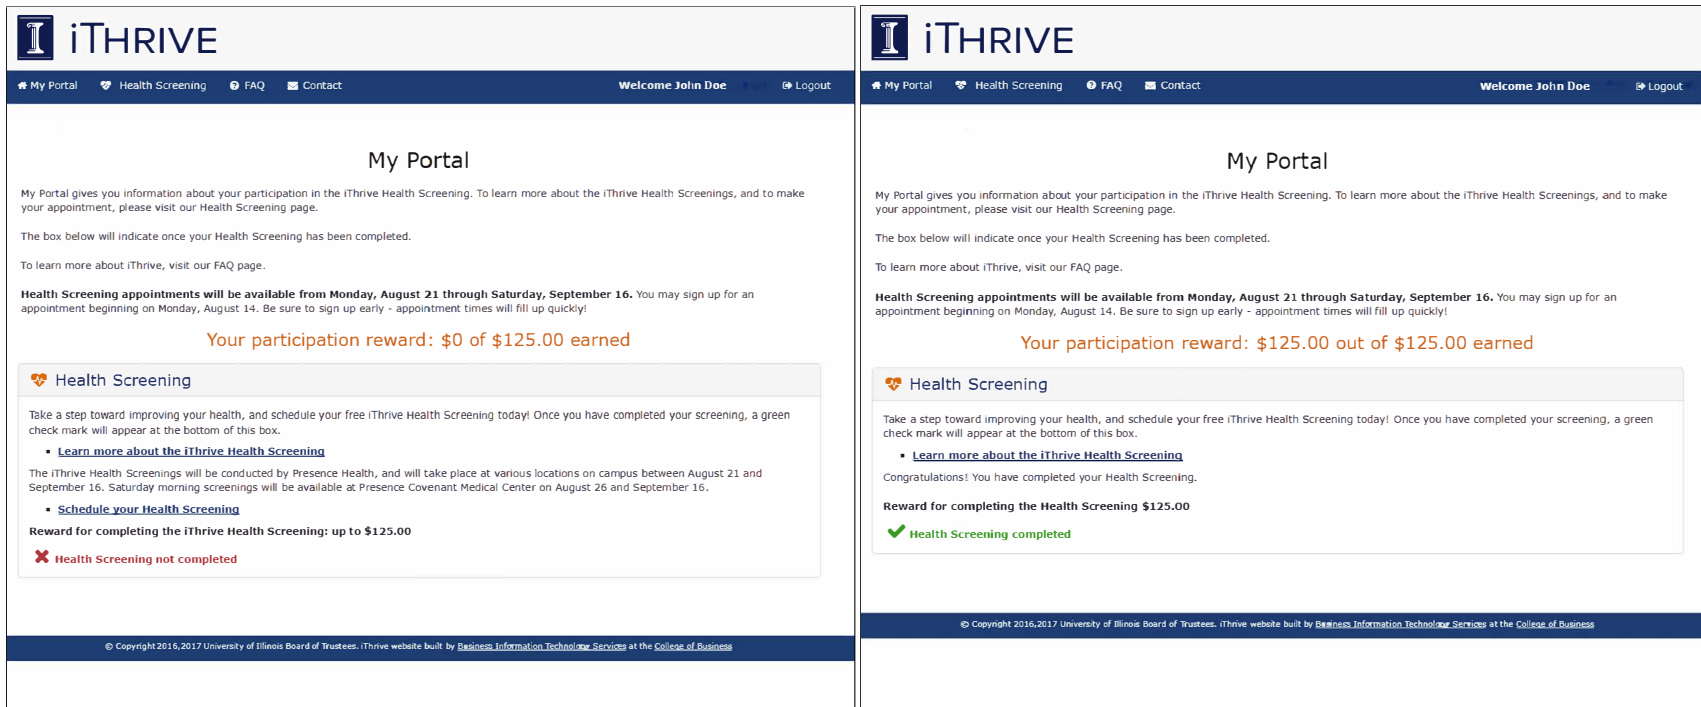 iTHRIVE
My Portal Health Screening FAQ Contact Welcome John Doe Logout
My Portal
My Portal gives you information about your participation in the iThrive Health Screening. To learn more about the iThrive Health Screenings, and to make
your appointment, please visit our Health Screening page.
The box below will indicate once your Health Screening has been completed.
To learn more about iThrive, visit our FAQ page.
Health Screening appointments will be available from Monday, August 21 through Saturday, September 16. You may sign up for an
appointment beginning on Monday, August 14. Be sure to sign up early - appointment times will fill up quickly!
Your participation reward: $0 of $125.00 earned
Health Screening
Take a step toward improving your health, and schedule your free iThrive Health Screening today! Once you have completed your screening, a green
check mark will appear at the bottom of this box.
Learn more about the iThrive Health Screening
The iThrive Health Screenings will be conducted by Presence Health, and will take place at various locations on campus between August 21 and
September 16. Saturday morning screenings will be available at Presence Covenant Medical Center on August 26 and September 16.
Schedule your Health Screening
Reward for completing the iThrive Health Screening: up to $125.00
Health Screening not completed
© Copyright 2016,2017 University of Illinois Board of Trustees. iThrive website built by Business Information Technology Services at the College of Business
iTHRIVE
My Portal Health Screening FAQ Contact Welcome John Doe Logout
My Portal
My Portal gives you information about your participation in the iThrive Health Screening. To learn more about the iThrive Health Screenings, and to make
your appointment, please visit our Health Screening page.
The box below will indicate once your Health Screening has been completed.
To learn more about iThrive, visit our FAQ page.
Health Screening appointments will be available from Monday, August 21 through Saturday, September 16. You may sign up for an
appointment beginning on Monday, August 14. Be sure to sign up early - appointment times will fill up quickly!
Your participation reward: $125.00 out of $125.00 earned
Health Screening
Take a step toward improving your health, and schedule your free iThrive Health Screening today! Once you have completed your screening, a green
check mark will appear at the bottom of this box.
Learn more about the iThrive Health Screening
Congratulations! You have completed your Health Screening.
Reward for completing the Health Screening $125.00
Health Screening completed
© Copyright 2016,2017 University of Illinois Board of Trustees. iThrive website built by Business Information Technology Services at the College of Business